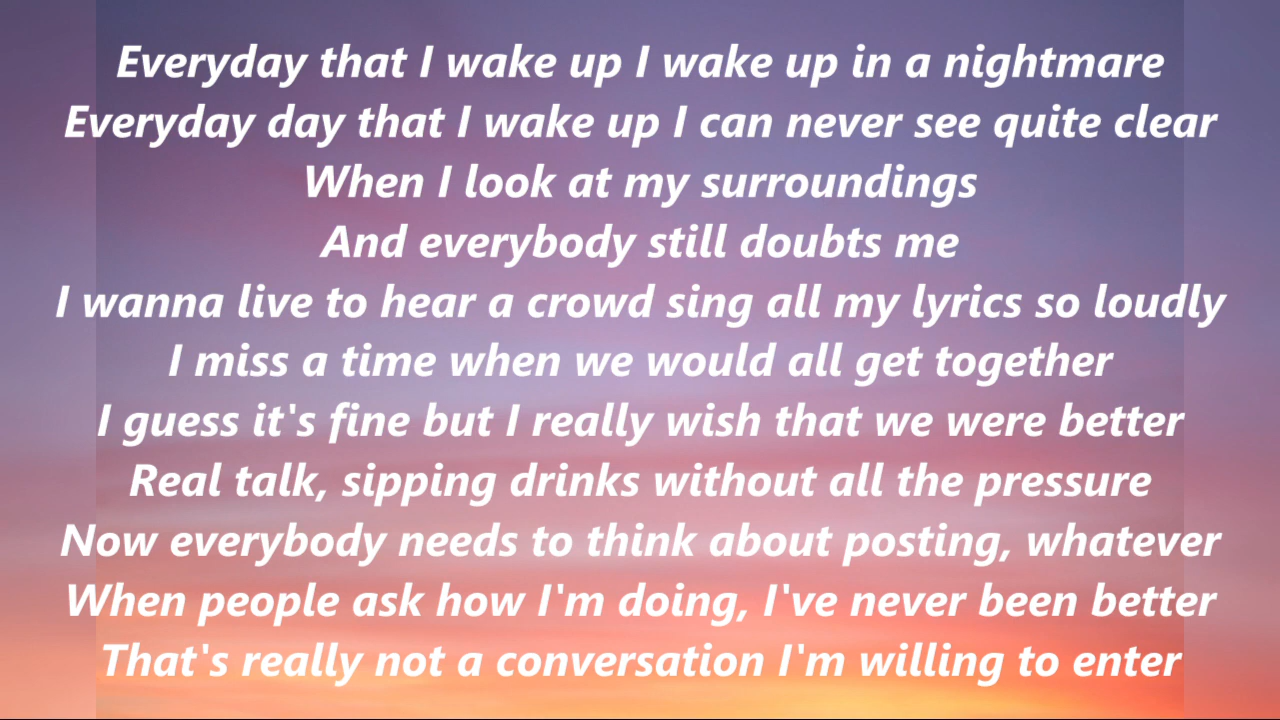 Everyday that I wake up I wake up in a nightmare
Everyday day that I wake up I can never see quite clear
When I look at my surroundings
And everybody still doubts me
I wanna live to hear a crowd sing all my lyrics so loudly
I miss a time when we would all get together
I guess it's fine but I really wish that we were better
Real talk, sipping drinks without all the pressure
Now everybody needs to think about posting, whatever
When people ask how I'm doing, I've never been better
That's really not a conversation I'm willing to enter